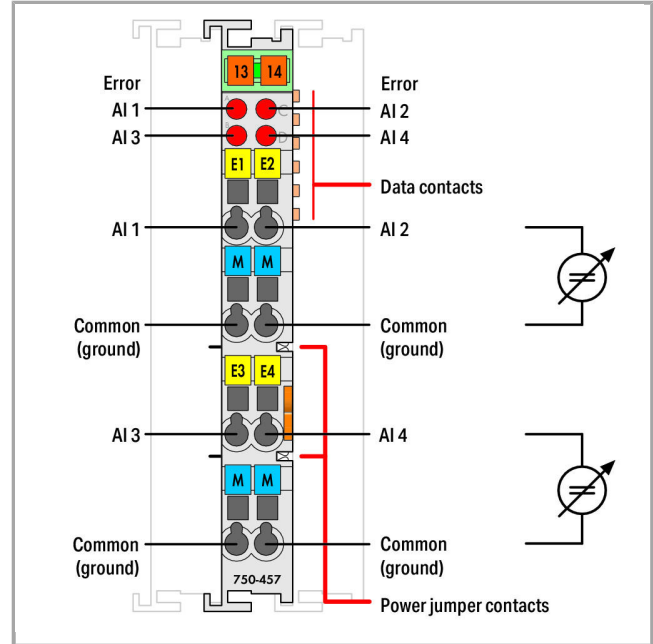 13 14
Error
Error
AI 1
A
C
AI 2
AI 3
B
D
AI 4
E1 E2
Data contacts
AI 1
AI 2
M M
Common
(ground)
Common
(ground)
E3 E4
AI 3
AI 4
M M
Common
(ground)
Common
(ground)
750-457
Power jumper contacts